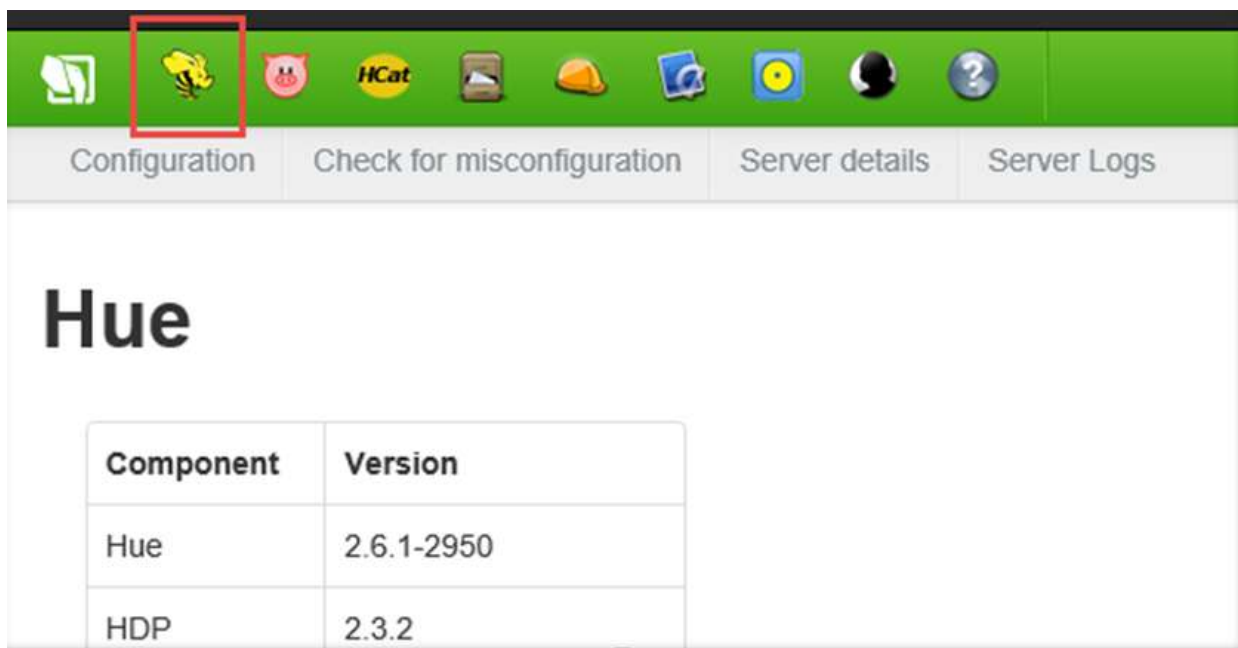 HCat
?
Configuration Check for misconfiguration Server details Server Logs
Hue
Component Version
Hue 2.6.1-2950
HDP 2.3.2